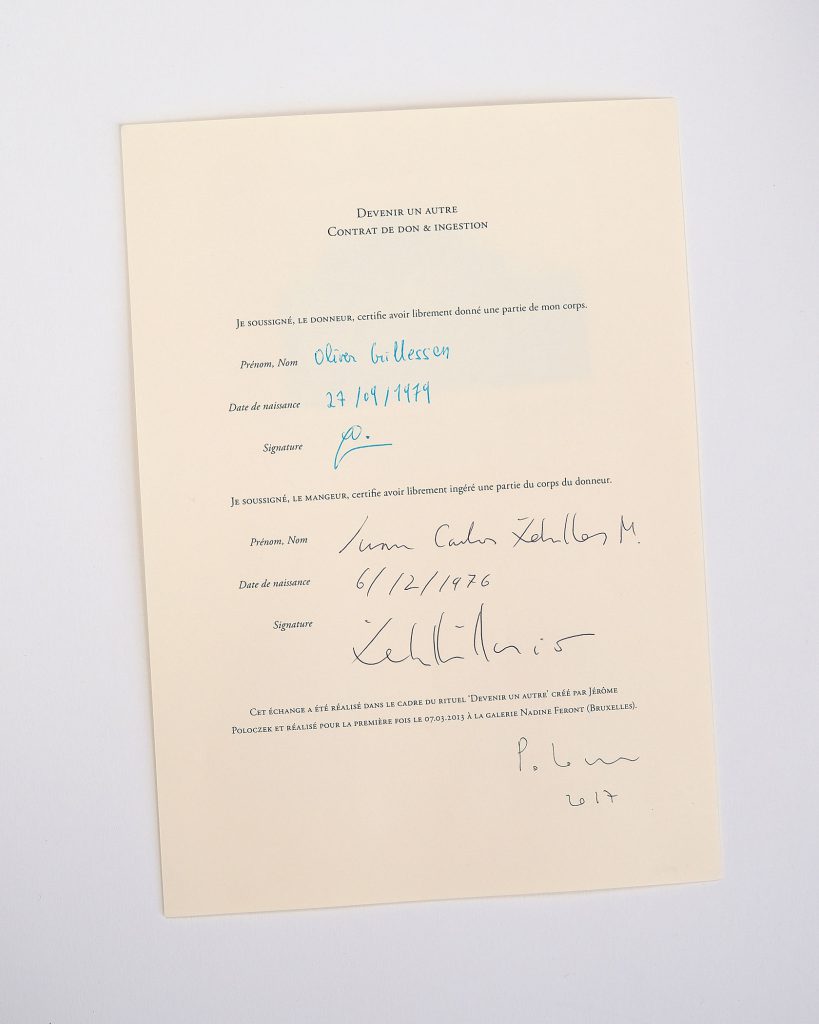 DEVENIR UN AUTRE
CONTRAT DE DON & INGESTION
JE SOUSSIGNÉ, LE DONNEUR, certifie avoir librement donné une partie de mon corps.
Prénom, Nom Oliver Grillessen
Date de naissance 27/09/1979
Signature
JE SOUSSIGNÉ, LE MANGEUR, certifie avoir librement ingéré une partie du corps du donneur.
Prénom, Nom Juan Carlos M.
Date de naissance 6/12/1976
Signature
CET ÉCHANGE A ÉTÉ RÉALISÉ DANS LE CADRE DU RITUEL ‘DEVENIR UN AUTRE’ CRÉÉ PAR JÉRÔME
POLOCZEK ET RÉALISÉ POUR LA PREMIÈRE FOIS LE 07.03.2013 À LA GALERIE NADINE FERONT (BRUXELLES).
2017